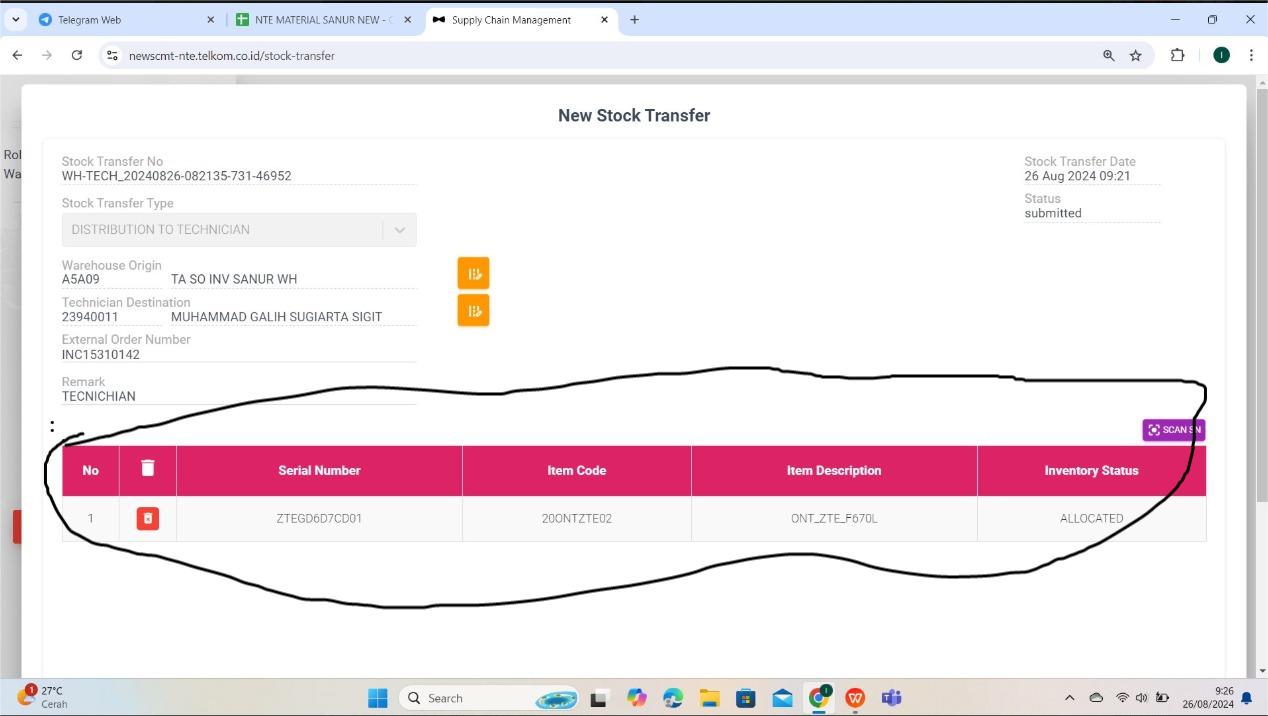 Telegram Web
NTE MATERIAL SANUR NEW - G
Supply Chain Management
newscmt-nte.telkom.co.id/stock-transfer
New Stock Transfer
Rol
Wa
Stock Transfer No
WH-TECH_20240826-082135-731-46952
Stock Transfer Date
26 Aug 2024 09:21
Stock Transfer Type
DISTRIBUTION TO TECHNICIAN
Status
submitted
Warehouse Origin
A5A09 TA SO INV SANUR WH
Technician Destination
23940011 MUHAMMAD GALIH SUGIARTA SIGIT
External Order Number
INC15310142
Remark
TECNICHIAN
:
SCAN SN
No Serial Number Item Code Item Description Inventory Status
1 ZTEGD6D7CD01 20ONTZTE02 ONT_ZTE_F670L ALLOCATED
1
27°C
Cerah
Search
9:26
26/08/2024